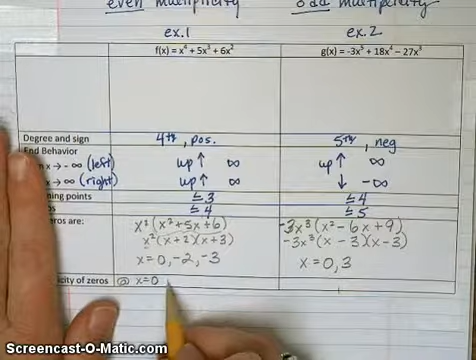 even multiplicity odd multiplicity
ex.1 ex.2
f(x) = x⁴ + 5x³ + 6x² g(x) = -3x⁵ + 18x⁴ – 27x³
Degree and sign 4th, pos. 5th, neg
End Behavior
x → -∞ (left) up ↑ ∞ up ↑ ∞
x → ∞ (right) up ↑ ∞ ↓ -∞
points ≤ 3 ≤ 4
≤ 4 ≤ 5
zeros are: x²(x²+5x+6) -3x³(x²-6x+9)
x²(x+2)(x+3) -3x³(x-3)(x-3)
x=0,-2,-3 x=0,3
of zeros @ x=0
Screencast-O-Matic.com